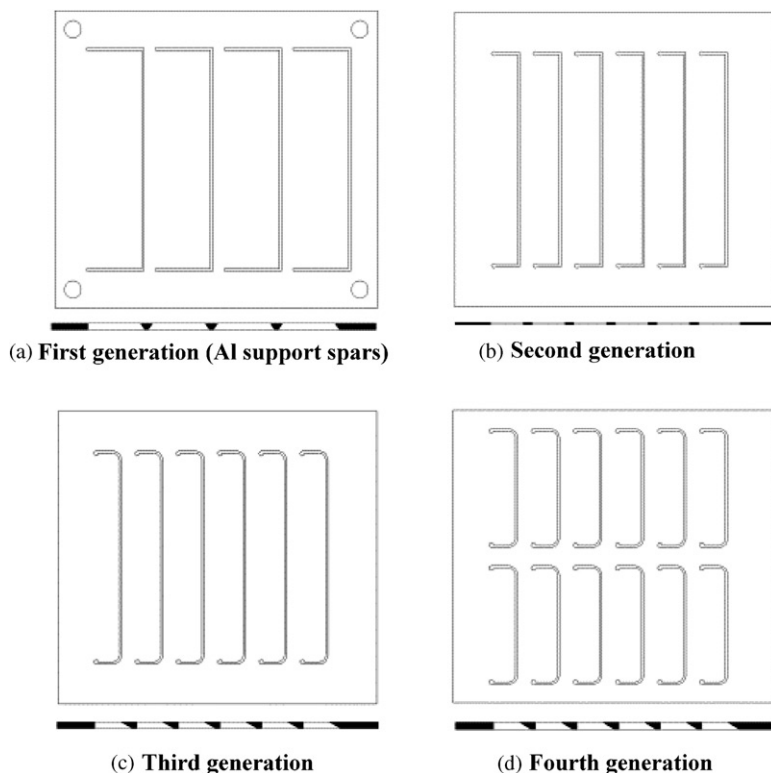 (a) First generation (Al support spars)
(b) Second generation
(c) Third generation
(d) Fourth generation